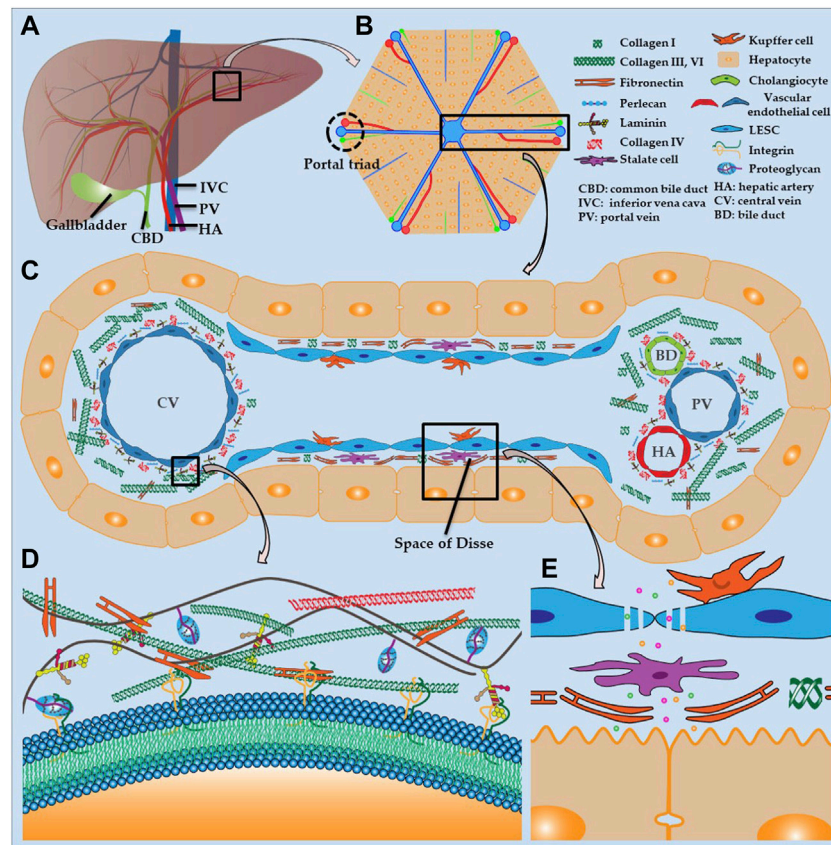 A
IVC
PV
HA
Gallbladder
CBD
B
Portal triad
Collagen I
Collagen III, VI
Fibronectin
Perlecan
Laminin
Collagen IV
Stalate cell
Kupffer cell
Hepatocyte
Cholangiocyte
Vascular
endothelial cell
LESC
Integrin
Proteoglycan
CBD: common bile duct
IVC: inferior vena cava
PV: portal vein
HA: hepatic artery
CV: central vein
BD: bile duct
C
CV
BD
PV
HA
Space of Disse
D
E